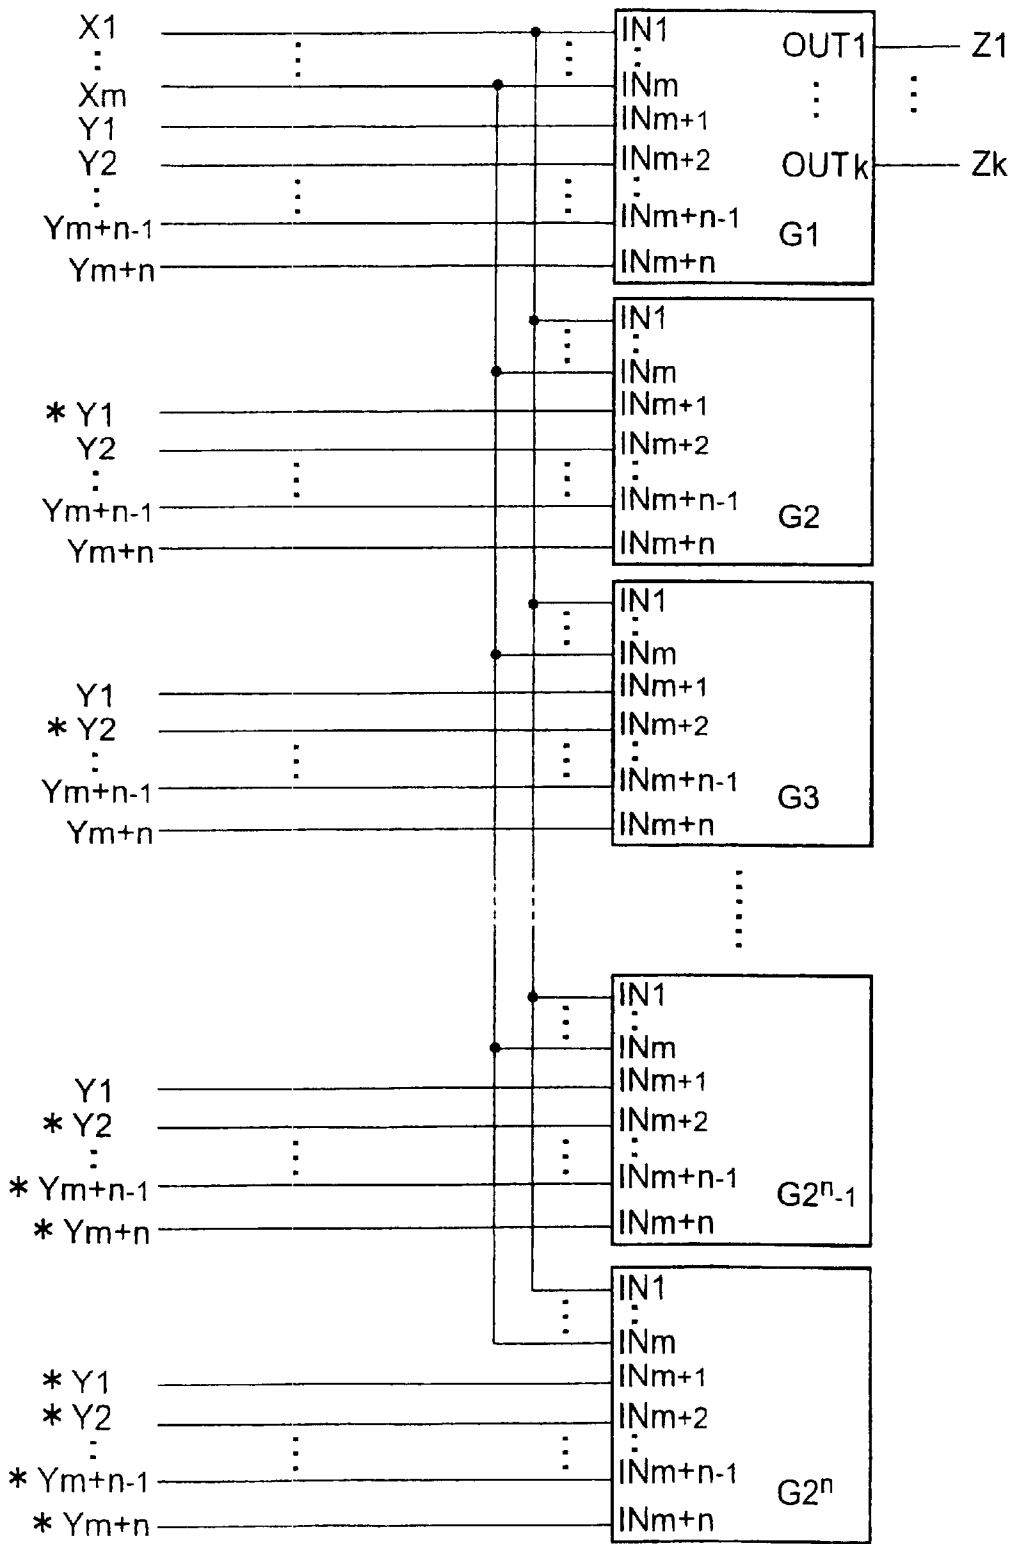 X1 IN1 OUT1 Z1
Xm INm
Y1 INm+1
Y2 INm+2 OUTk Zk
Ym+n-1 INm+n-1 G1
Ym+n INm+n
IN1
INm
* Y1 INm+1
Y2 INm+2
Ym+n-1 INm+n-1 G2
Ym+n INm+n
IN1
INm
Y1 INm+1
* Y2 INm+2
Ym+n-1 INm+n-1 G3
Ym+n INm+n
IN1
INm
Y1 INm+1
* Y2 INm+2
* Ym+n-1 INm+n-1 G2ⁿ-1
* Ym+n INm+n
IN1
INm
* Y1 INm+1
* Y2 INm+2
* Ym+n-1 INm+n-1 G2ⁿ
* Ym+n INm+n